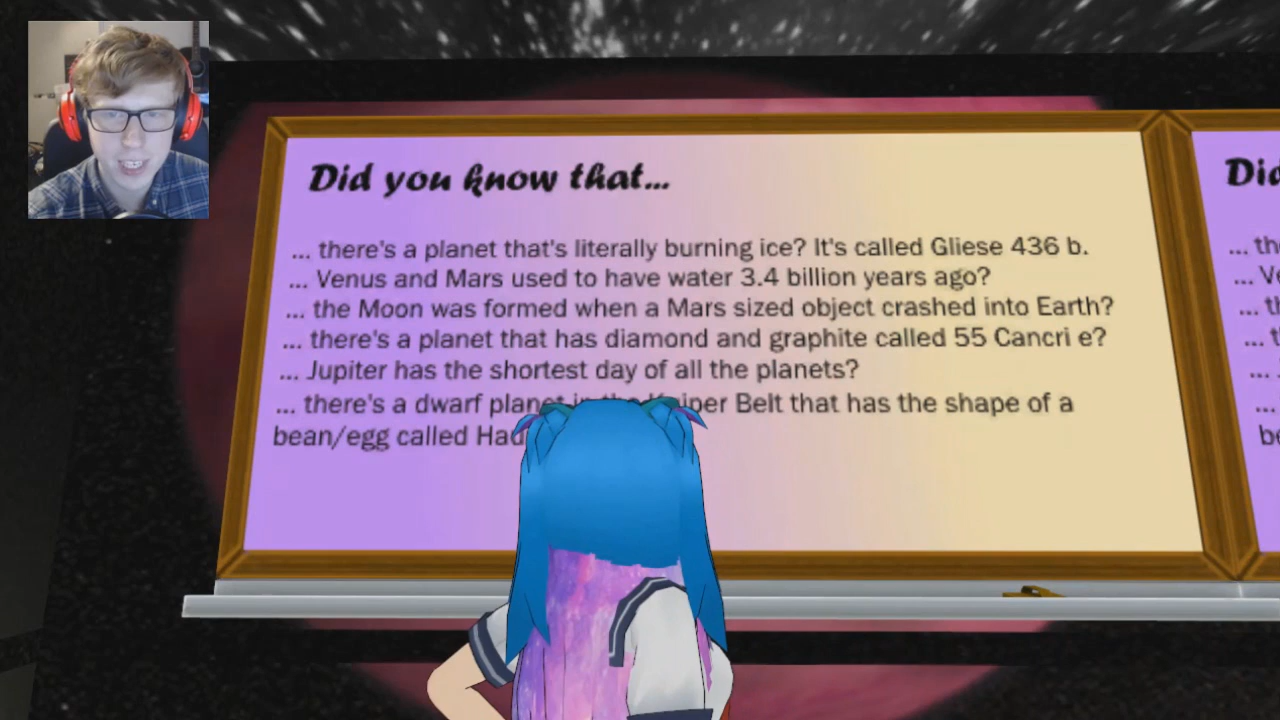 Did you know that...
... there's a planet that's literally burning ice? It's called Gliese 436 b.
... Venus and Mars used to have water 3.4 billion years ago?
... the Moon was formed when a Mars sized object crashed into Earth?
... there's a planet that has diamond and graphite called 55 Cancri e?
... Jupiter has the shortest day of all the planets?
... there's a dwarf planet in the Kuiper Belt that has the shape of a
bean/egg called